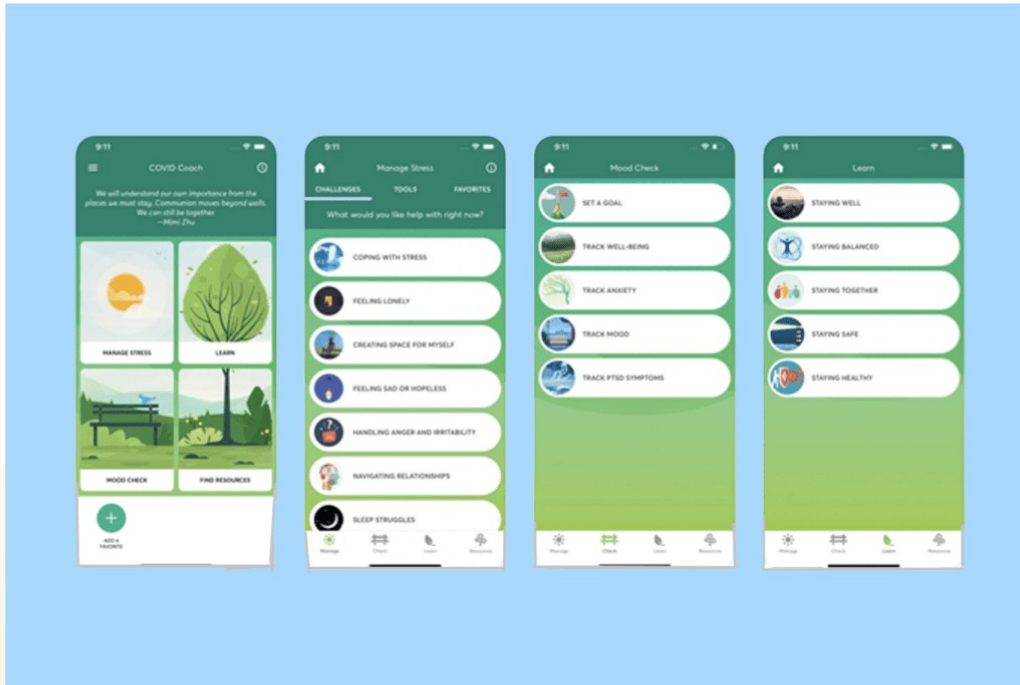 9:11
COVID Coach
We will understand our own importance from the
places we must stay. Communion moves beyond walls.
We can still be together.
—Mimi Zhu
MANAGE STRESS
LEARN
MOOD CHECK
FIND RESOURCES
ADD A
FAVORITE
9:11
Manage Stress
CHALLENGES
TOOLS
FAVORITES
What would you like help with right now?
COPING WITH STRESS
FEELING LONELY
CREATING SPACE FOR MYSELF
FEELING SAD OR HOPELESS
HANDLING ANGER AND IRRITABILITY
NAVIGATING RELATIONSHIPS
SLEEP STRUGGLES
Manage
Check
Learn
Resources
9:11
Mood Check
SET A GOAL
TRACK WELL-BEING
TRACK ANXIETY
TRACK MOOD
TRACK PTSD SYMPTOMS
Manage
Check
Learn
Resources
9:11
Learn
STAYING WELL
STAYING BALANCED
STAYING TOGETHER
STAYING SAFE
STAYING HEALTHY
Manage
Check
Learn
Resources